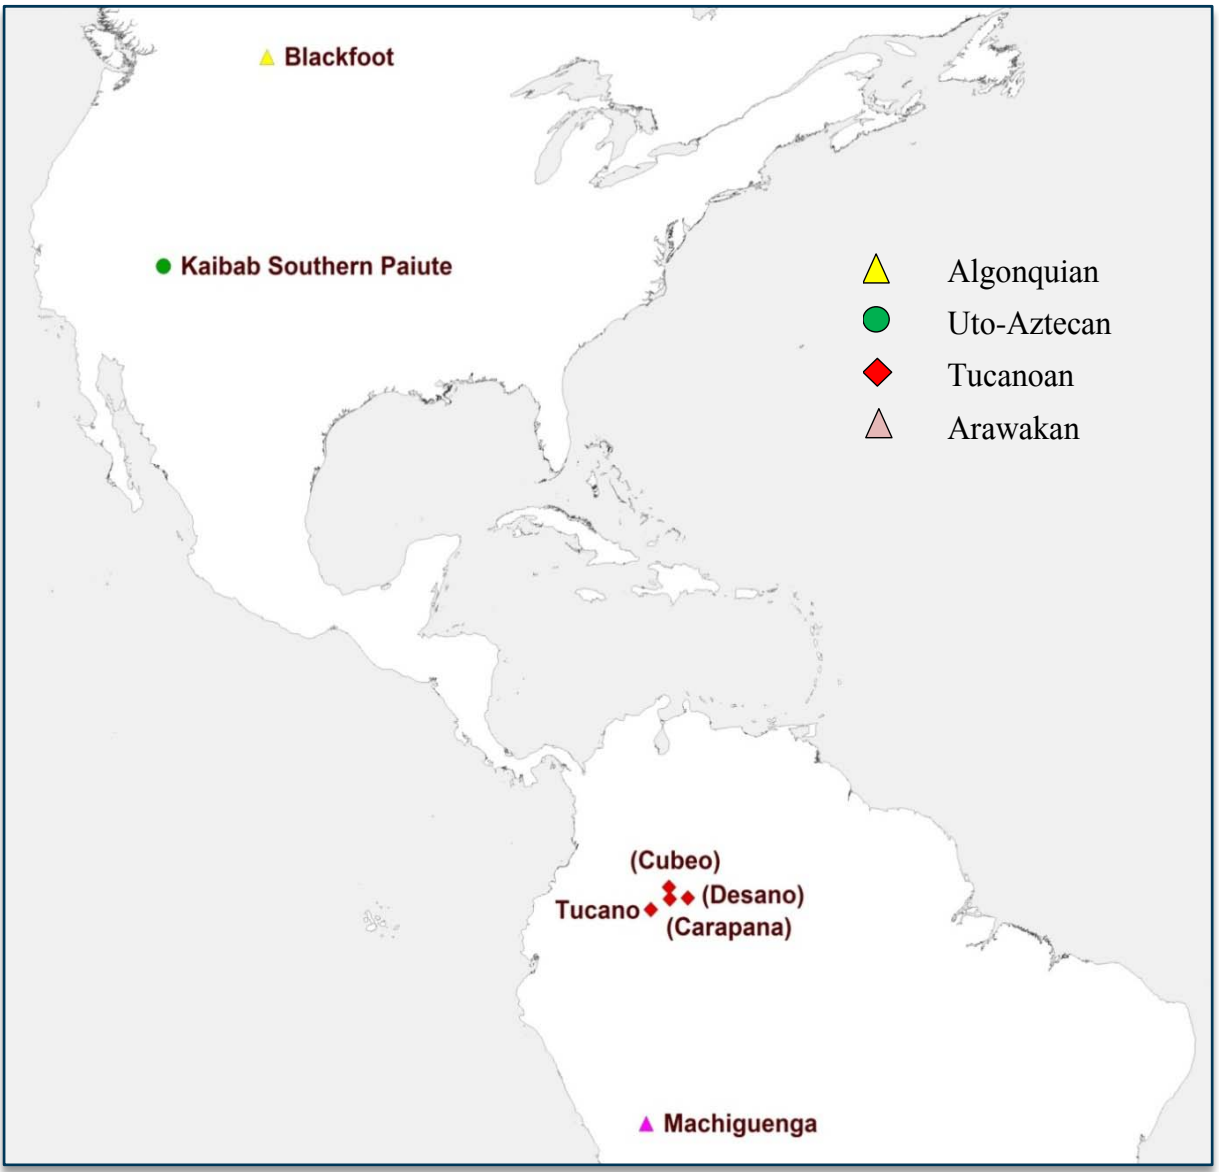 Blackfoot
Kaibab Southern Paiute
Algonquian
Uto-Aztecan
Tucanoan
Arawakan
(Cubeo)
(Desano)
Tucano
(Carapana)
Machiguenga